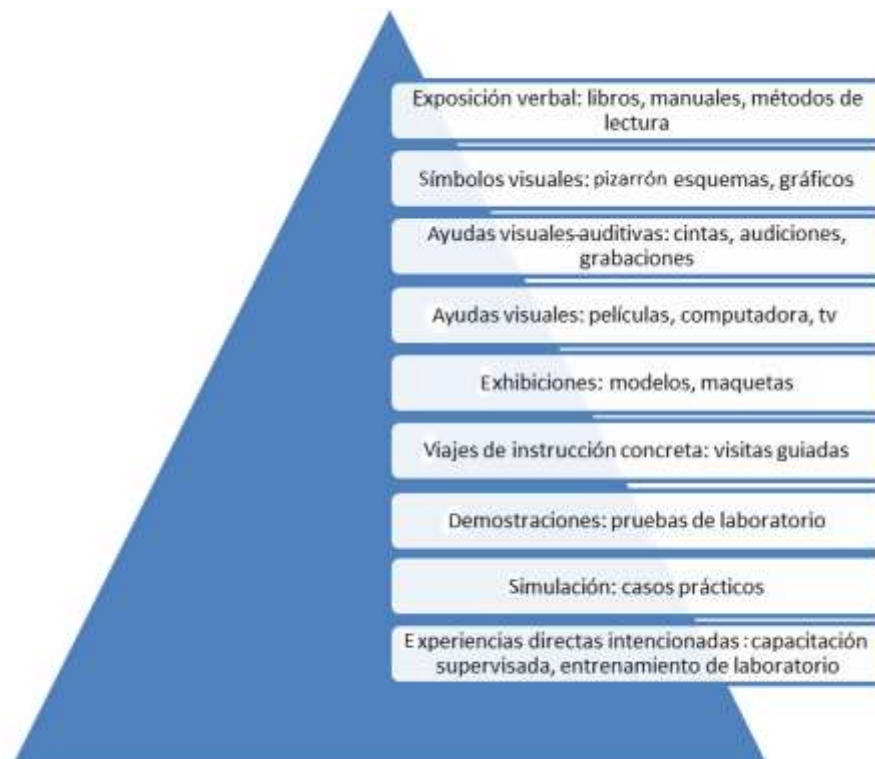 Exposición verbal: libros, manuales, métodos de
lectura
Símbolos visuales: pizarrón esquemas, gráficos
Ayudas visuales-auditivas: cintas, audiciones,
grabaciones
Ayudas visuales: películas, computadora, tv
Exhibiciones: modelos, maquetas
Viajes de instrucción concreta: visitas guiadas
Demostraciones: pruebas de laboratorio
Simulación: casos prácticos
Experiencias directas intencionadas: capacitación
supervisada, entrenamiento de laboratorio